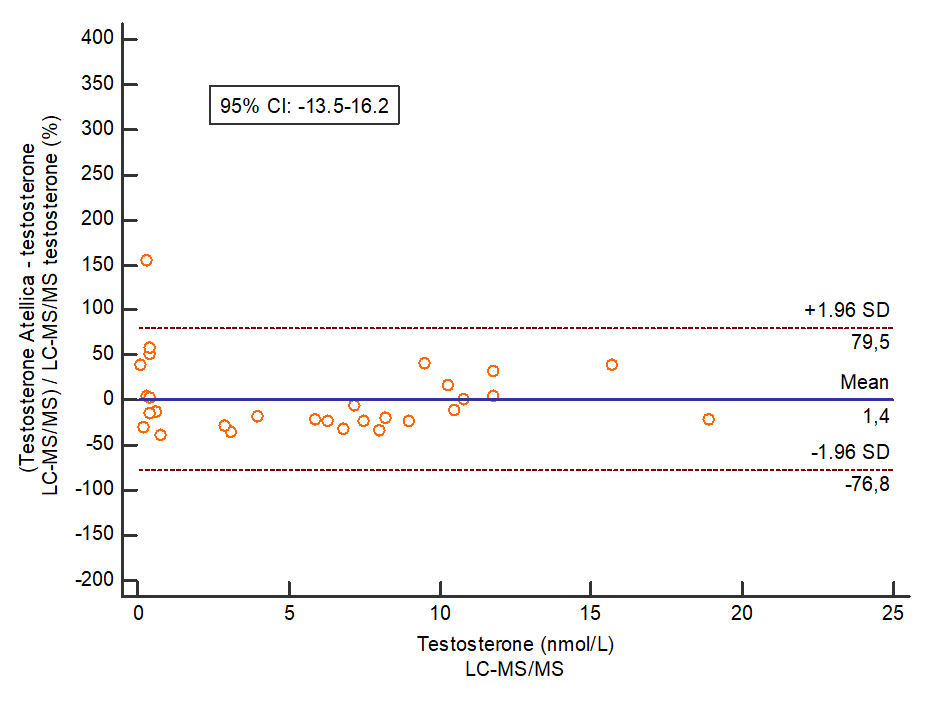 (Testosterone Atellica - testosterone
LC-MS/MS) / LC-MS/MS testosterone (%)
400
350
300
250
200
150
100
50
0
-50
-100
-150
-200
95% CI: -13.5-16.2
+1.96 SD
79,5
Mean
1,4
-1.96 SD
-76,8
0
5
10
15
20
25
Testosterone (nmol/L)
LC-MS/MS